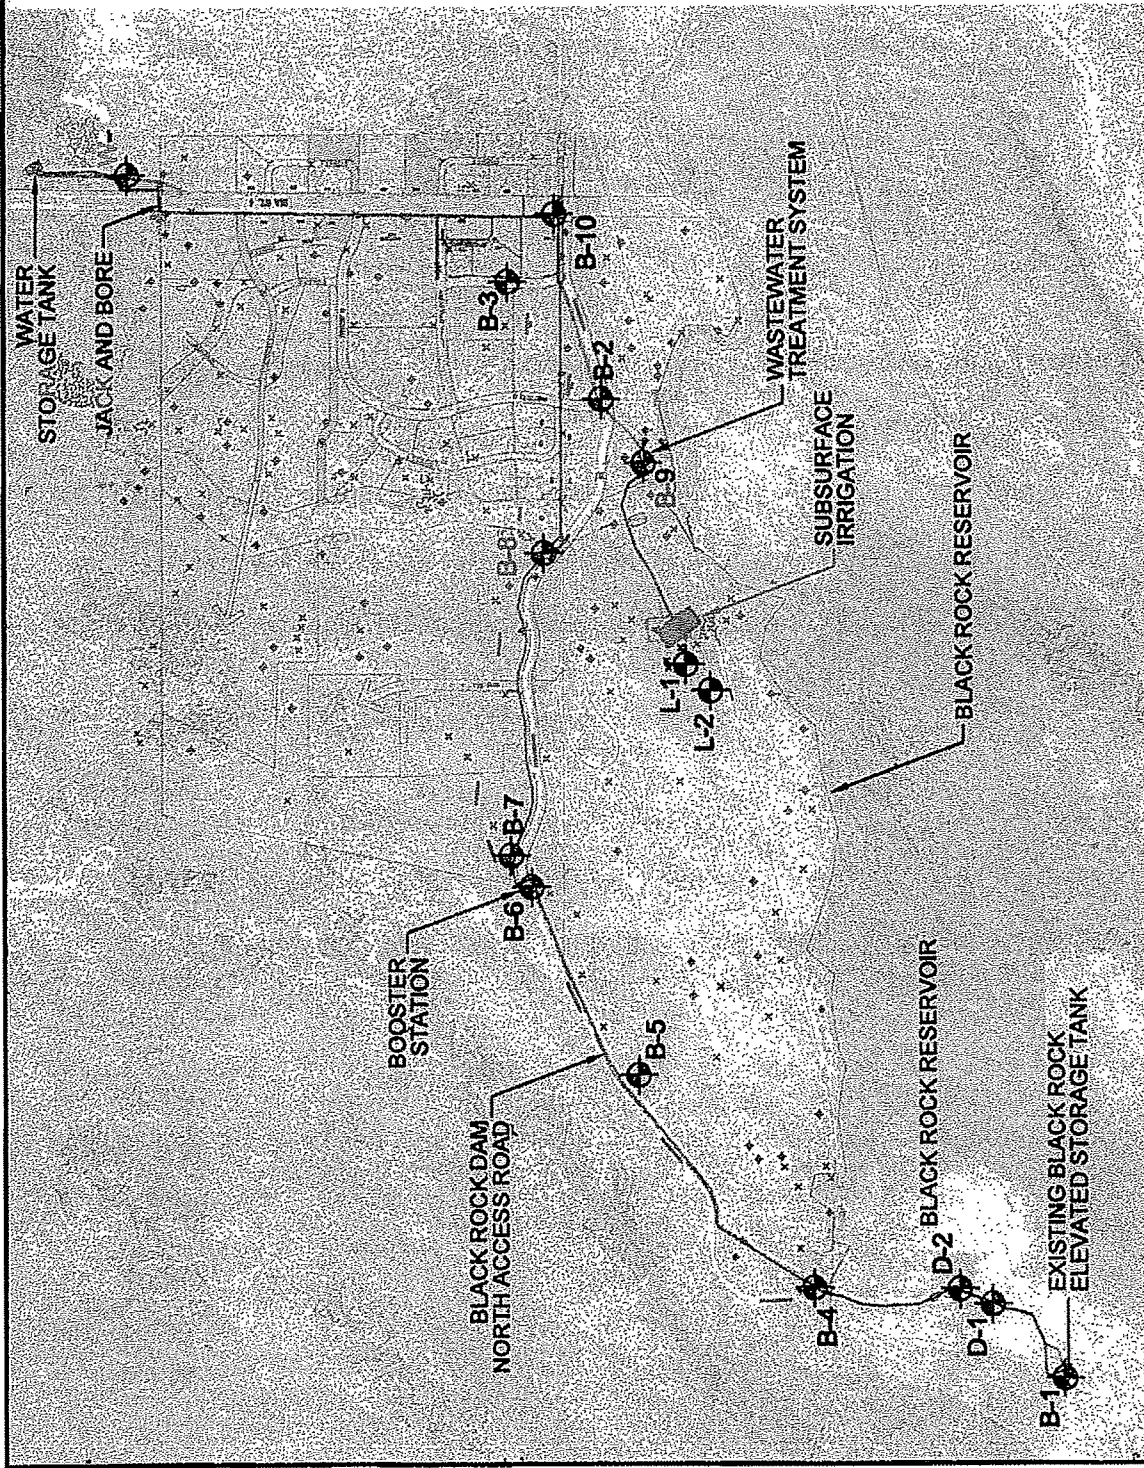 WATER
STORAGE TANK
JACK AND BORE
W-
B-10
B-3
B-2
WASTEWATER
TREATMENT SYSTEM
B-9
SUBSURFACE
IRRIGATION
B-8
L-1
L-2
BLACK ROCK RESERVOIR
B-7
B-6
BOOSTER
STATION
B-5
BLACK ROCK DAM
NORTH ACCESS ROAD
BLACK ROCK RESERVOIR
B-4
D-2
D-1
EXISTING BLACK ROCK
ELEVATED STORAGE TANK
B-1